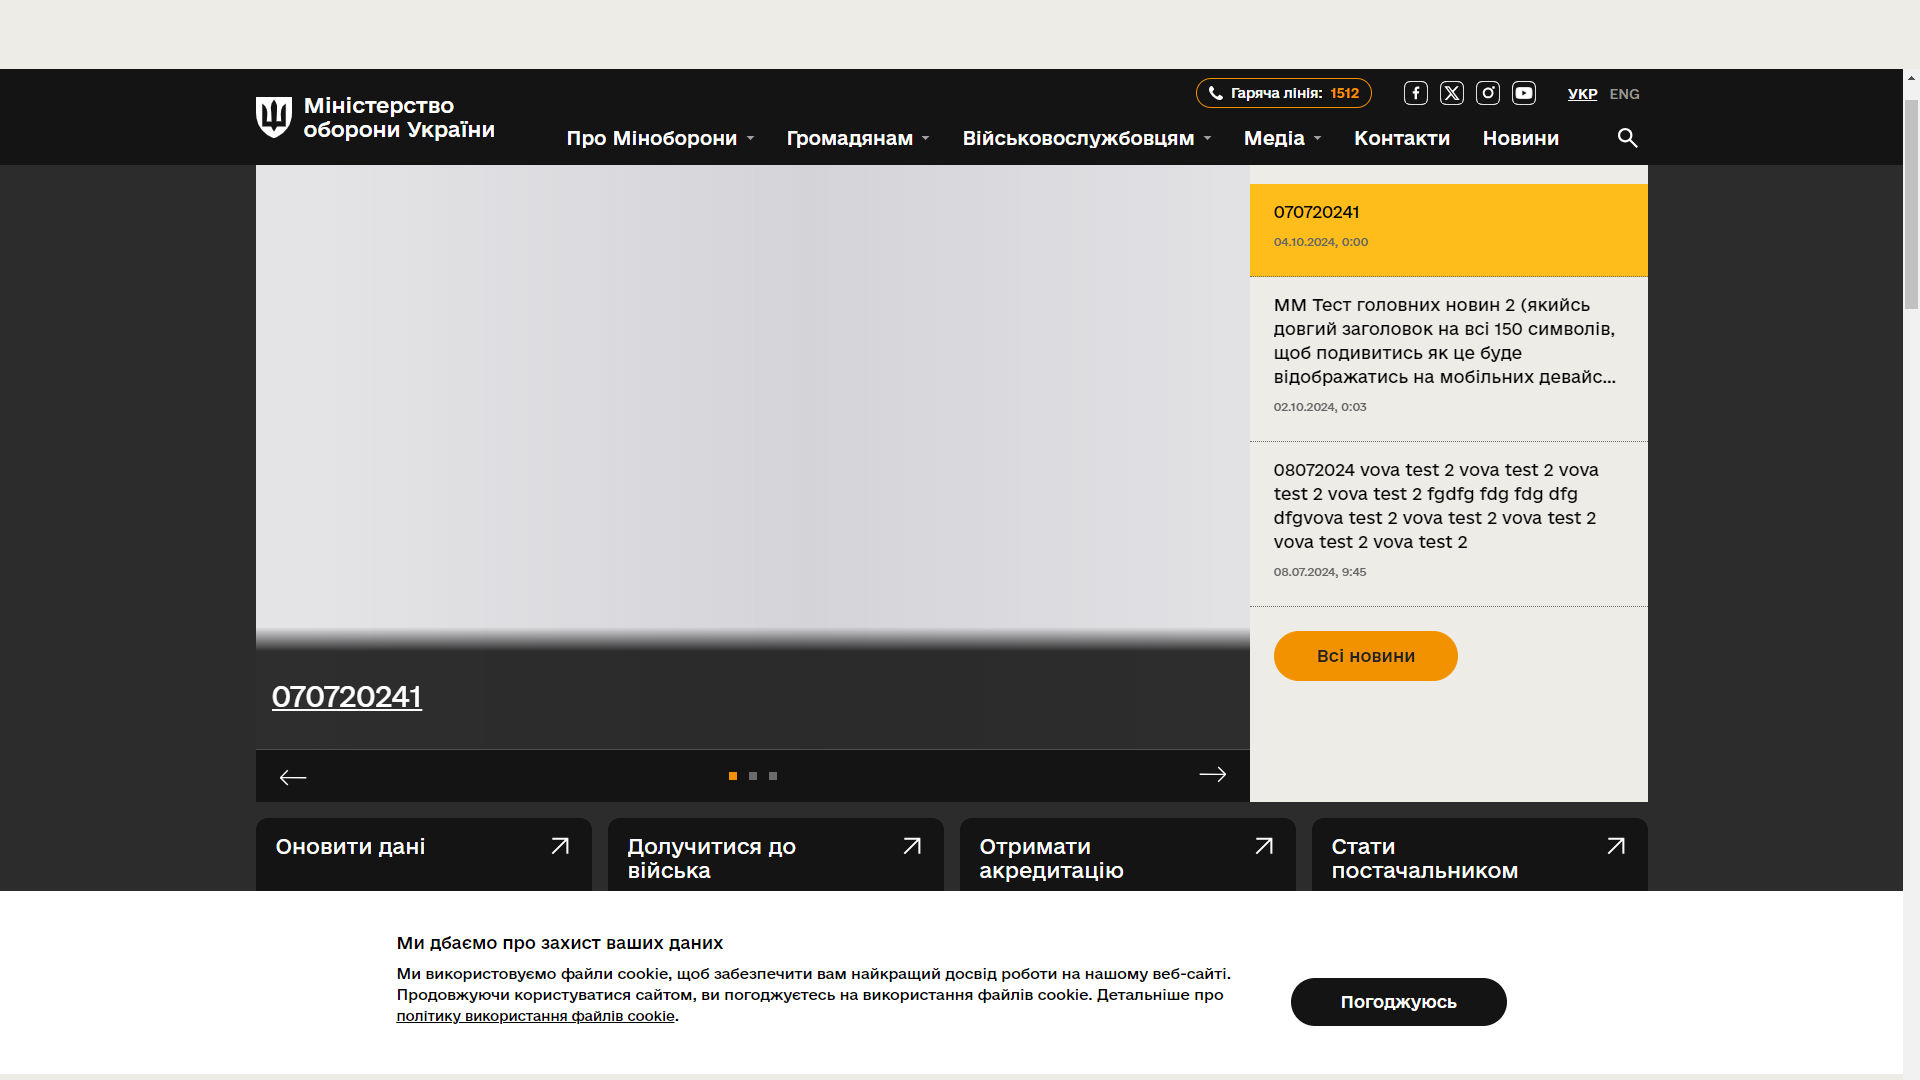 Гаряча лінія: 1512
УКР ENG
Міністерство
оборони України
Про Міноборони Громадянам Військовослужбовцям Медіа Контакти Новини
070720241
04.10.2024, 0:00
ММ Тест головних новин 2 (якийсь
довгий заголовок на всі 150 символів,
щоб подивитись як це буде
відображатись на мобільних девайс...
02.10.2024, 0:03
08072024 vova test 2 vova test 2 vova
test 2 vova test 2 fgdfg fdg fdg dfg
dfgvova test 2 vova test 2 vova test 2
vova test 2 vova test 2
08.07.2024, 9:45
Всі новини
070720241
Оновити дані
Долучитися до
війська
Отримати
акредитацію
Стати
постачальником
Ми дбаємо про захист ваших даних
Ми використовуємо файли cookie, щоб забезпечити вам найкращий досвід роботи на нашому веб-сайті.
Продовжуючи користуватися сайтом, ви погоджуєтесь на використання файлів cookie. Детальніше про
політику використання файлів cookie.
Погоджуюсь